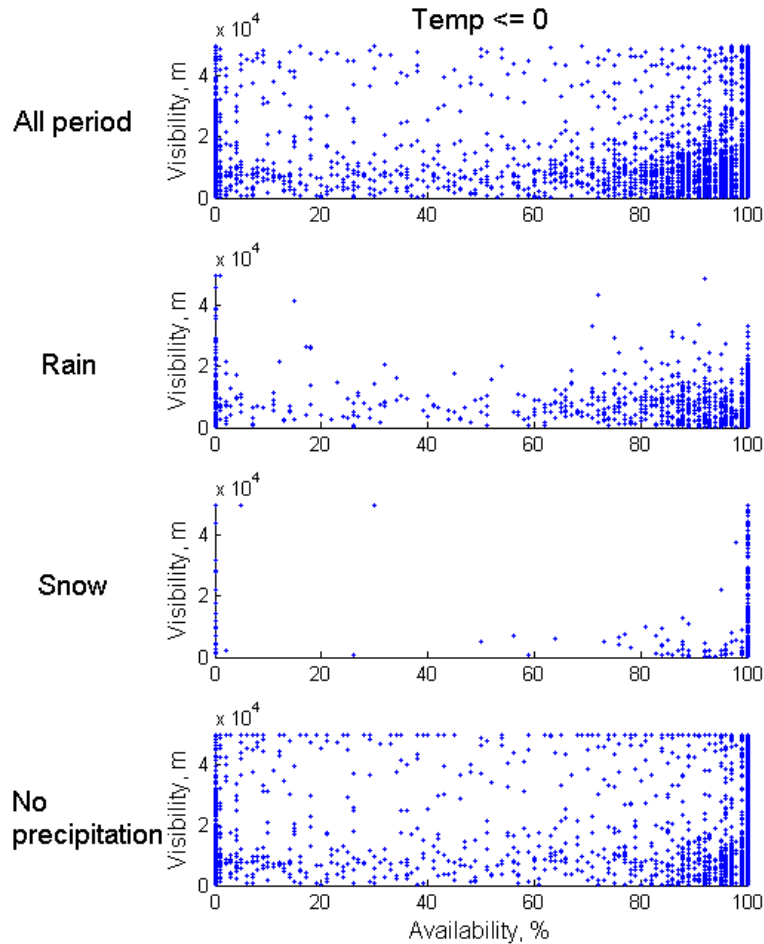 Temp <= 0
x 10^4
All period
Visibility, m
4
2
0
0 20 40 60 80 100
x 10^4
Rain
Visibility, m
4
2
0
0 20 40 60 80 100
x 10^4
Snow
Visibility, m
4
2
0
0 20 40 60 80 100
x 10^4
No
precipitation
Visibility, m
4
2
0
0 20 40 60 80 100
Availability, %